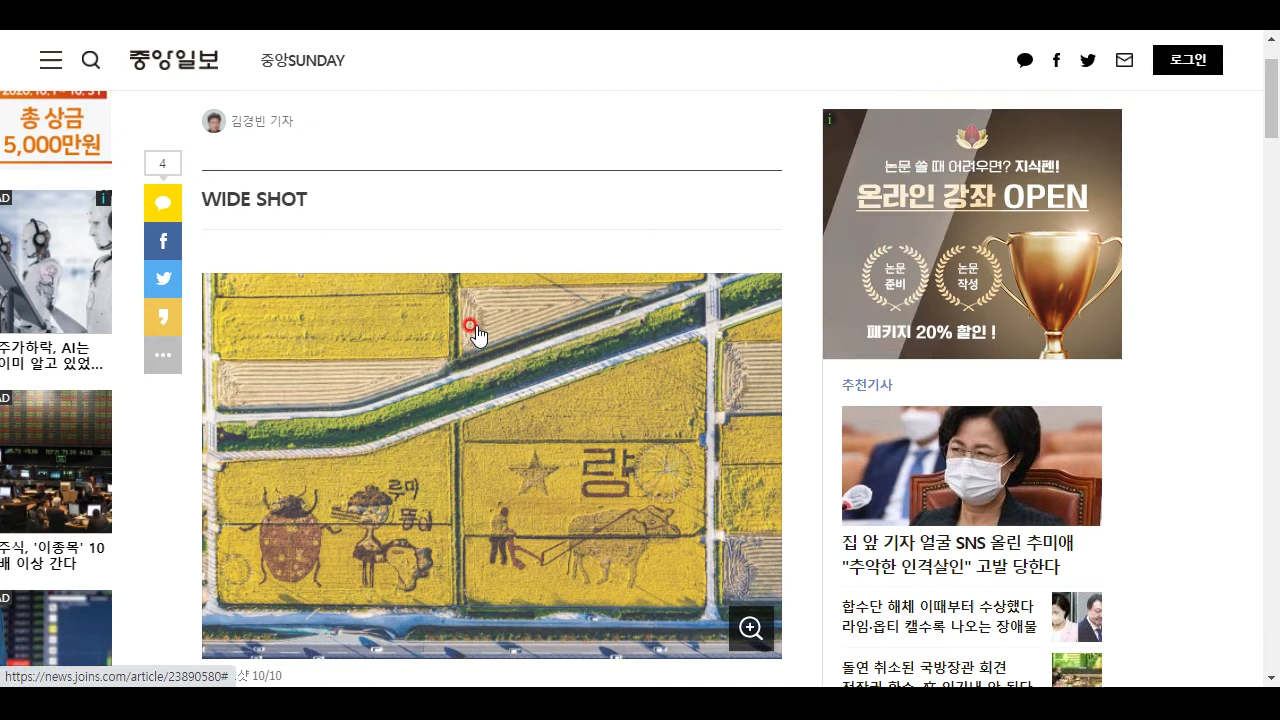 중앙일보
중앙SUNDAY
로그인
총 상금
5,000만원
AD
주가하락, AI는
이미 알고 있었...
AD
주식, '이종목' 10
배 이상 간다
AD
4
김경빈 기자
WIDE SHOT
루미
량
샷 10/10
논문 쓸 때 어려우면? 지식텐!
온라인 강좌 OPEN
논문
준비
논문
작성
패키지 20% 할인 !
추천기사
집 앞 기자 얼굴 SNS 올린 추미애
"추악한 인격살인" 고발 당한다
합수단 해체 이때부터 수상했다
라임·옵티 캘수록 나오는 장애물
돌연 취소된 국방장관 회견
https://news.joins.com/article/23890580#